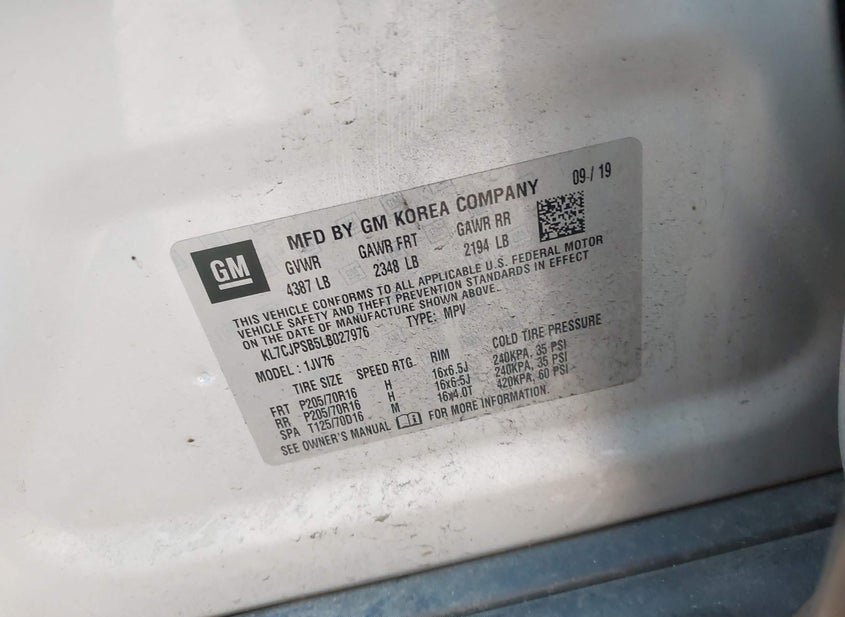 GM
MFD BY GM KOREA COMPANY 09 / 19
GVWR GAWR FRT GAWR RR
4387 LB 2348 LB 2194 LB
THIS VEHICLE CONFORMS TO ALL APPLICABLE U.S. FEDERAL MOTOR
VEHICLE SAFETY AND THEFT PREVENTION STANDARDS IN EFFECT
ON THE DATE OF MANUFACTURE SHOWN ABOVE.
KL7CJPSB5LB027976 TYPE: MPV
MODEL : 1JV76
TIRE SIZE SPEED RTG. RIM COLD TIRE PRESSURE
FRT P205/70R16 H 16x6.5J 240KPA, 35 PSI
RR P205/70R16 H 16x6.5J 240KPA, 35 PSI
SPA T125/70D16 M 16x4.0T 420KPA, 60 PSI
SEE OWNER'S MANUAL FOR MORE INFORMATION.